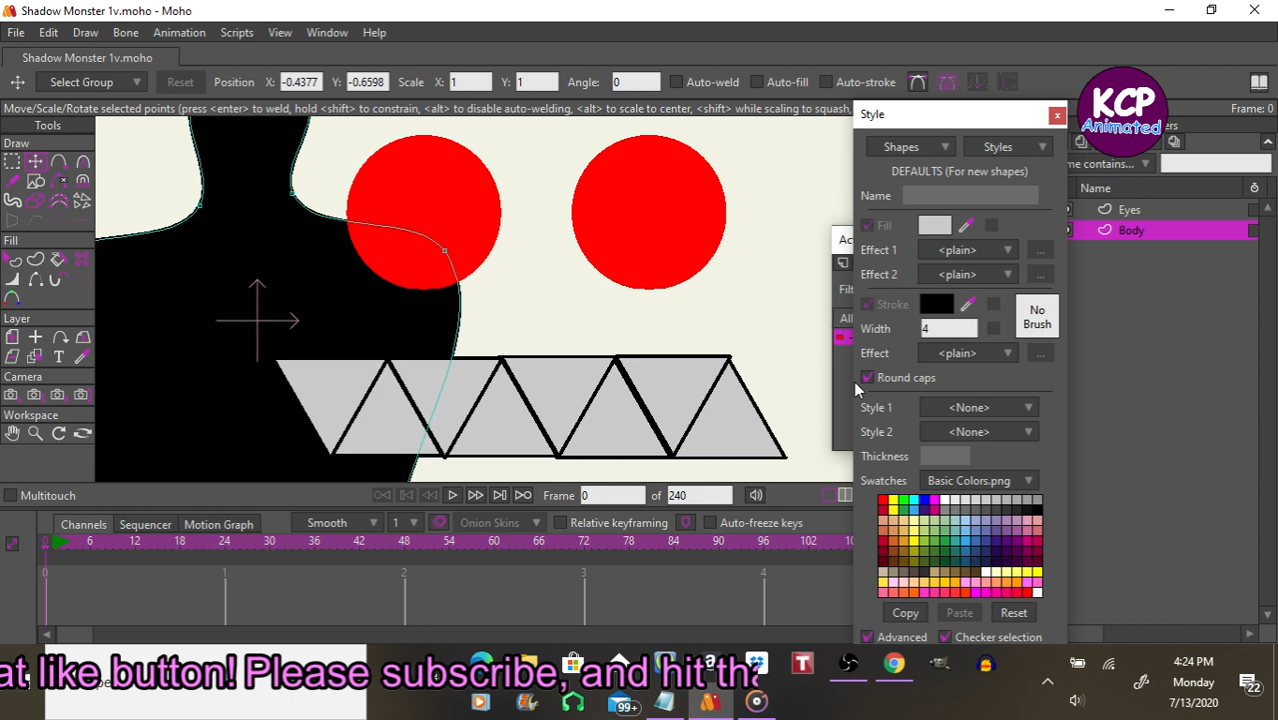 Shadow Monster 1v.moho - Moho
File Edit Draw Bone Animation Scripts View Window Help
Shadow Monster 1v.moho
Select Group Reset Position X: -0.4377 Y: -0.6598 Scale X: 1 Y: 1 Angle: 0 Auto-weld Auto-fill Auto-stroke
Move/Scale/Rotate selected points (press <enter> to weld, hold <shift> to constrain, <alt> to disable auto-welding, <alt> to scale to center, <shift> while scaling to squash,
Frame: 0
KCP
Animated
Tools
Draw
Fill
Layer
Camera
Workspace
Style
Shapes Styles
DEFAULTS (For new shapes)
Name
Fill
Effect 1 <plain> ...
Effect 2 <plain> ...
Stroke
No
Brush
Width 4
Effect <plain> ...
Round caps
Style 1 <None>
Style 2 <None>
Thickness
Swatches Basic Colors.png
Copy Paste Reset
Advanced Checker selection
me contains...
Name
Eyes
Body
Multitouch
Frame 0 of 240
Channels Sequencer Motion Graph Smooth 1 Onion Skins Relative keyframing Auto-freeze keys
0 6 12 18 24 30 36 42 48 54 60 66 72 78 84 90 96 102
0 1 2 3 4
at like button! Please subscribe, and hit tha
99+
4:24 PM
Monday
7/13/2020
22